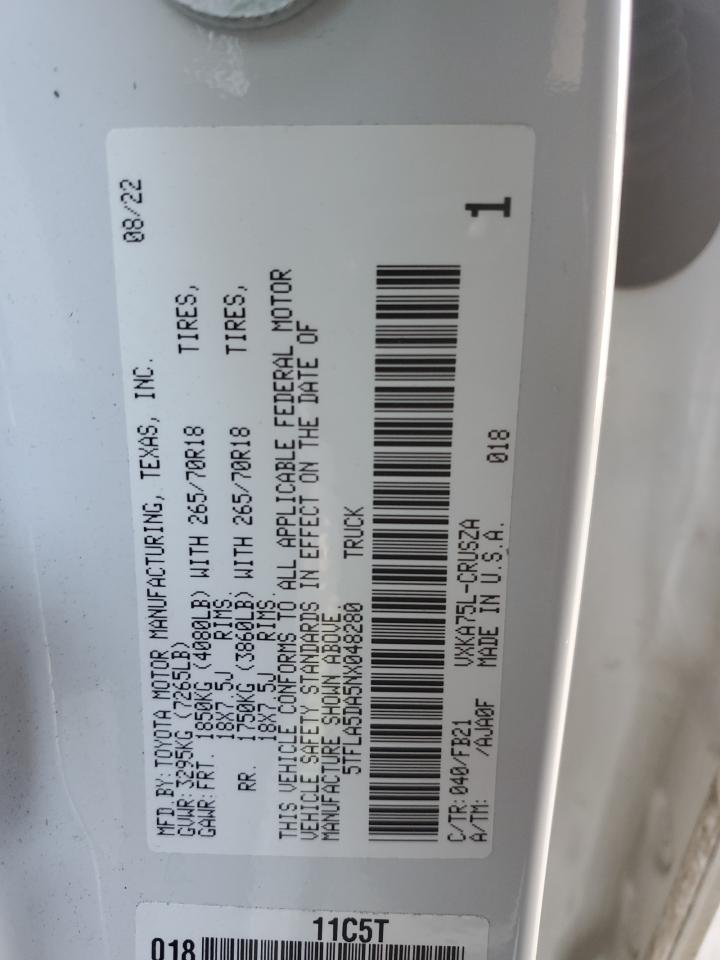 MFD.BY:TOYOTA MOTOR MANUFACTURING, TEXAS, INC. 08/22
GVWR:3295KG (7265LB)
GAWR:FRT. 1850KG (4080LB) WITH 265/70R18 TIRES,
18X7.5J RIMS.
RR. 1750KG (3860LB) WITH 265/70R18 TIRES,
18X7.5J RIMS.
THIS VEHICLE CONFORMS TO ALL APPLICABLE FEDERAL MOTOR
VEHICLE SAFETY STANDARDS IN EFFECT ON THE DATE OF
MANUFACTURE SHOWN ABOVE.
5TFLA5DA5NX048280 TRUCK
C/TR:040/FB21 VXKA75L-CRUSZA 018 1
A/TM: /AJA0F MADE IN U.S.A.
11C5T
018